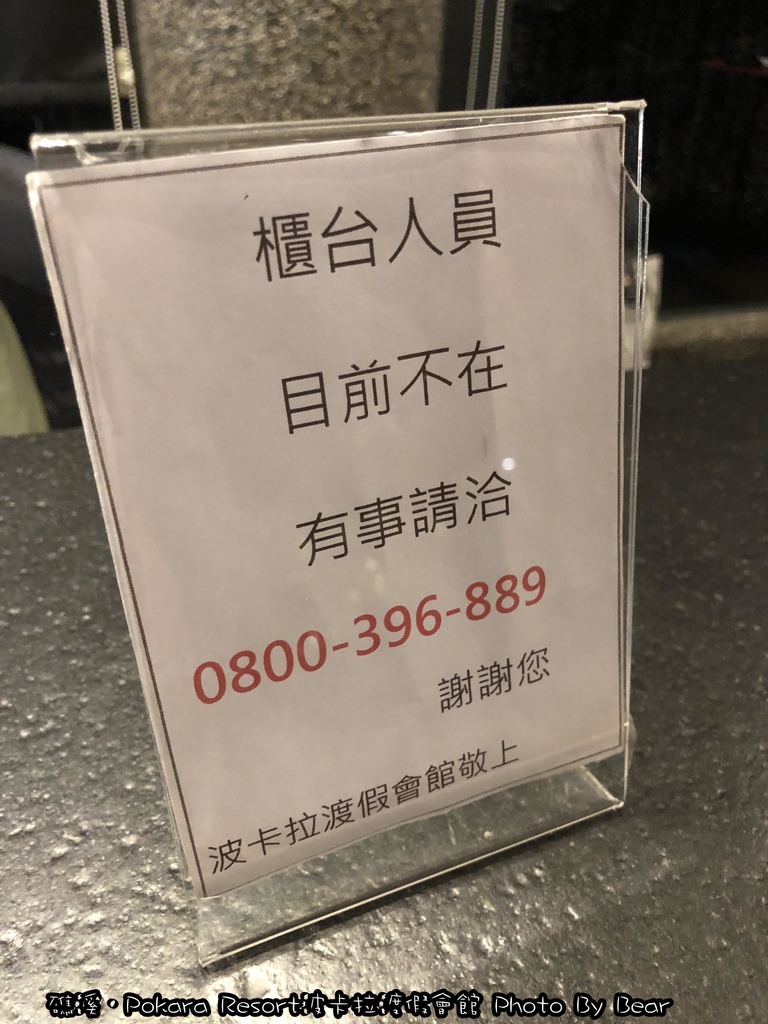 櫃台人員
目前不在
有事請洽
0800-396-889
謝謝您
波卡拉渡假會館敬上
礁溪。Pokara Resort波卡拉渡假會館 Photo By Bear